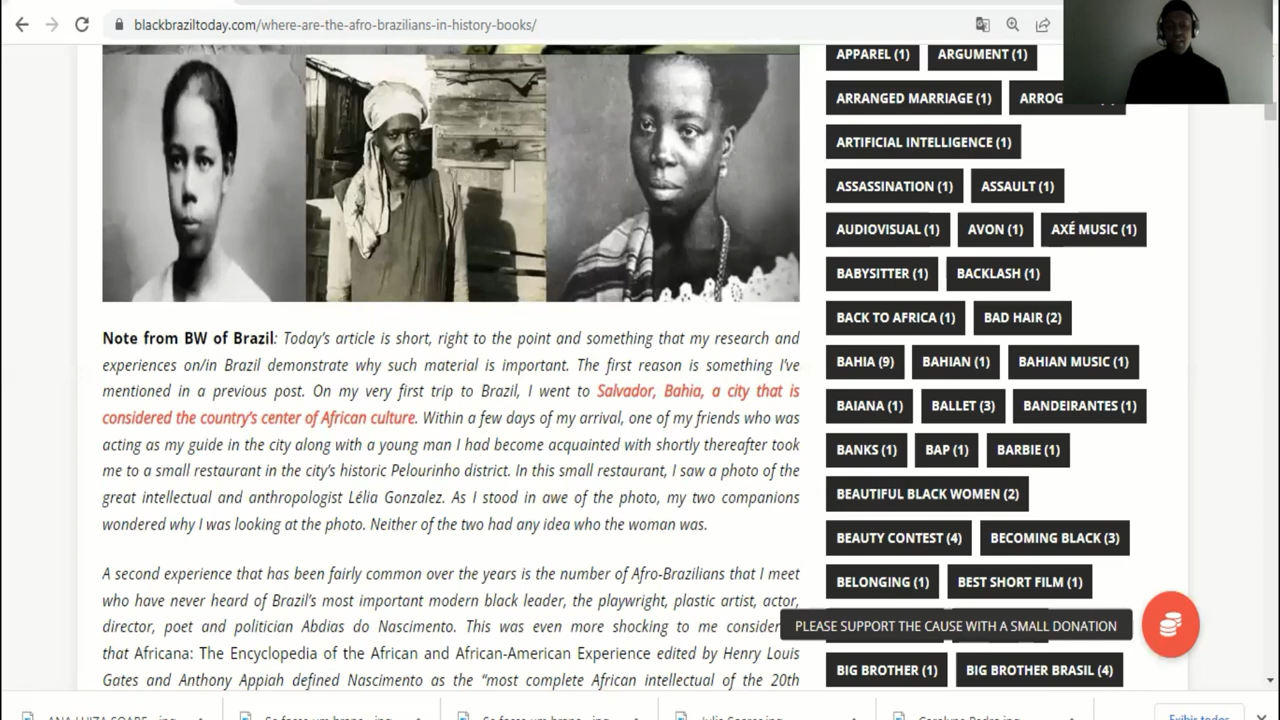 blackbraziltoday.com/where-are-the-afro-brazilians-in-history-books/
Note from BW of Brazil: Today's article is short, right to the point and something that my research and
experiences on/in Brazil demonstrate why such material is important. The first reason is something I've
mentioned in a previous post. On my very first trip to Brazil, I went to Salvador, Bahia, a city that is
considered the country's center of African culture. Within a few days of my arrival, one of my friends who was
acting as my guide in the city along with a young man I had become acquainted with shortly thereafter took
me to a small restaurant in the city's historic Pelourinho district. In this small restaurant, I saw a photo of the
great intellectual and anthropologist Lélia Gonzalez. As I stood in awe of the photo, my two companions
wondered why I was looking at the photo. Neither of the two had any idea who the woman was.
A second experience that has been fairly common over the years is the number of Afro-Brazilians that I meet
who have never heard of Brazil's most important modern black leader, the playwright, plastic artist, actor,
director, poet and politician Abdias do Nascimento. This was even more shocking to me
that Africana: The Encyclopedia of the African and African-American Experience edited by Henry Louis
Gates and Anthony Appiah defined Nascimento as the "most complete African intellectual of the 20th
APPAREL (1) ARGUMENT (1)
ARRANGED MARRIAGE (1)
ARTIFICIAL INTELLIGENCE (1)
ASSASSINATION (1) ASSAULT (1)
AUDIOVISUAL (1) AVON (1) AXÉ MUSIC (1)
BABYSITTER (1) BACKLASH (1)
BACK TO AFRICA (1) BAD HAIR (2)
BAHIA (9) BAHIAN (1) BAHIAN MUSIC (1)
BAIANA (1) BALLET (3) BANDEIRANTES (1)
BANKS (1) BAP (1) BARBIE (1)
BEAUTIFUL BLACK WOMEN (2)
BEAUTY CONTEST (4) BECOMING BLACK (3)
BELONGING (1) BEST SHORT FILM (1)
PLEASE SUPPORT THE CAUSE WITH A SMALL DONATION
BIG BROTHER (1) BIG BROTHER BRASIL (4)
Exibir todos